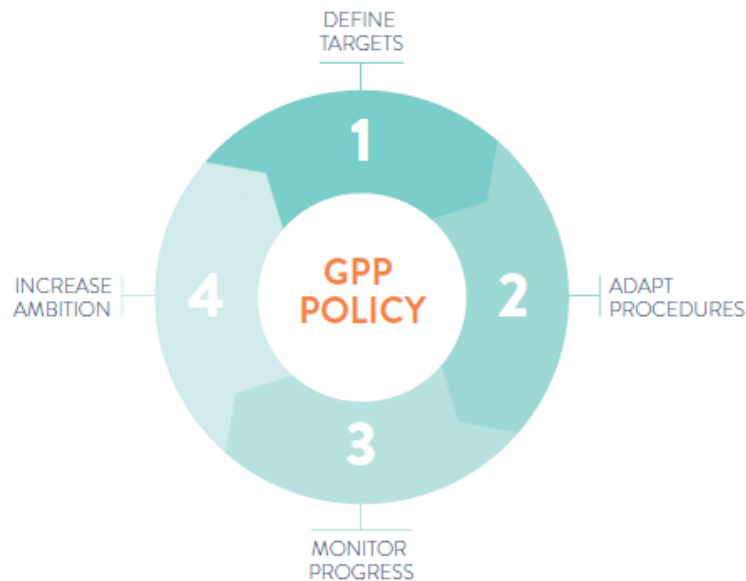 DEFINE
TARGETS
1
GPP
POLICY
2
ADAPT
PROCEDURES
3
MONITOR
PROGRESS
4
INCREASE
AMBITION